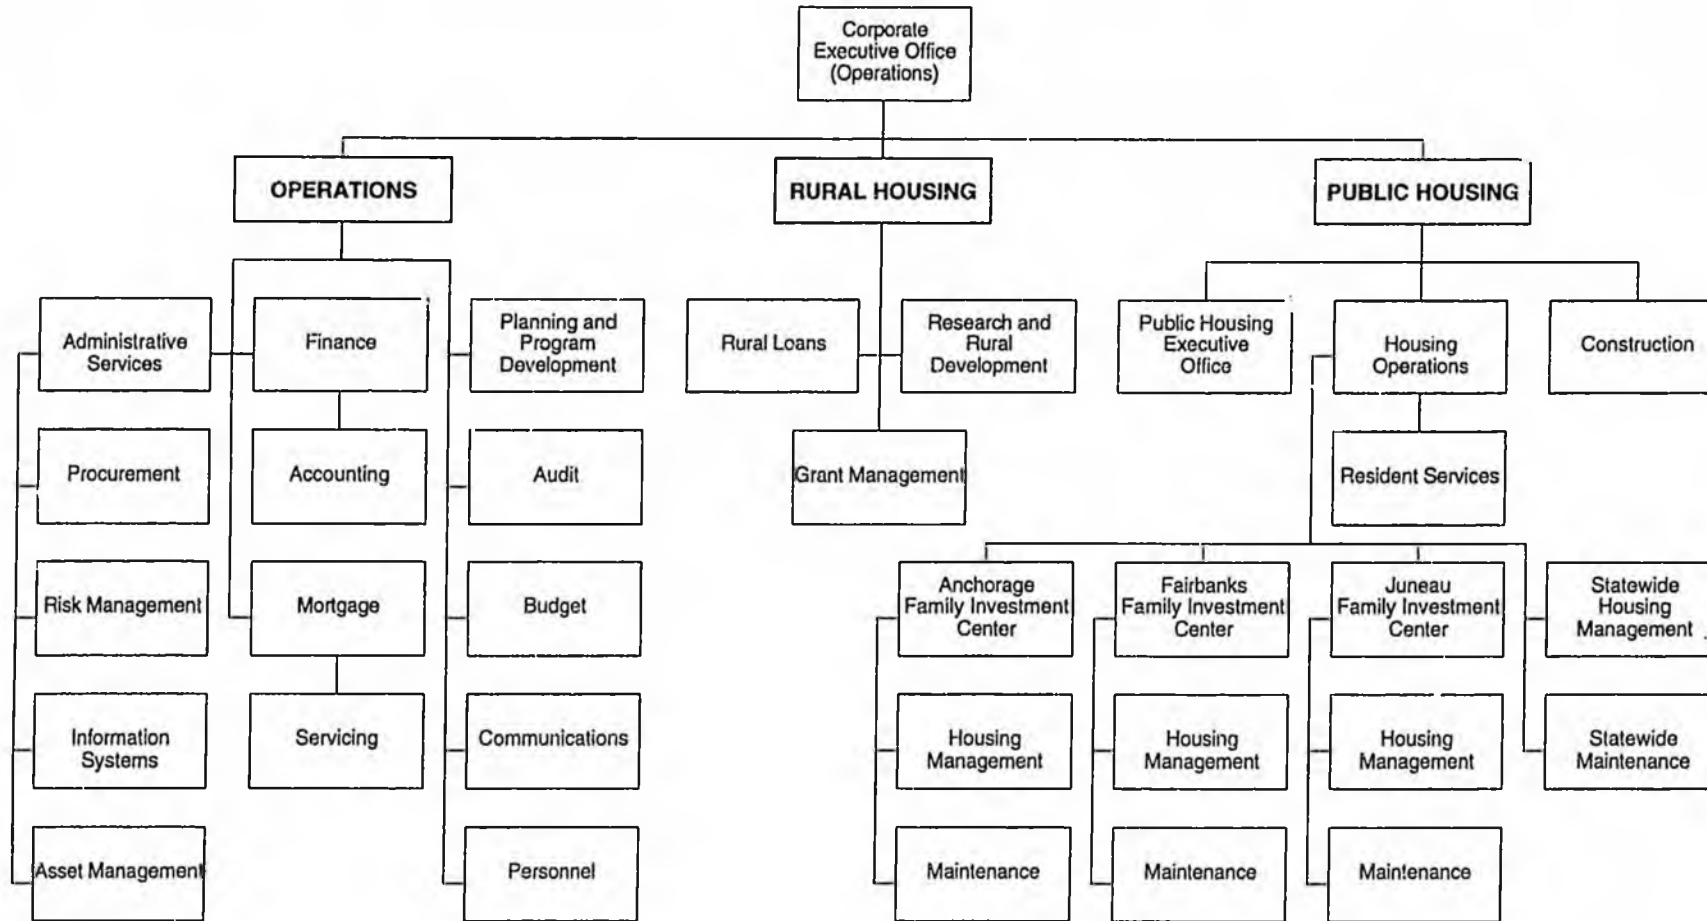 Corporate
Executive Office
(Operations)
OPERATIONS
RURAL HOUSING
PUBLIC HOUSING
Administrative
Services
Finance
Planning and
Program
Development
Rural Loans
Research and
Rural
Development
Public Housing
Executive
Office
Housing
Operations
Construction
Procurement
Accounting
Audit
Grant Management
Resident Services
Risk Management
Mortgage
Budget
Anchorage
Family Investment
Center
Fairbanks
Family Investment
Center
Juneau
Family Investment
Center
Statewide
Housing
Management
Information
Systems
Servicing
Communications
Housing
Management
Housing
Management
Housing
Management
Statewide
Maintenance
Asset Management
Personnel
Maintenance
Maintenance
Maintenance